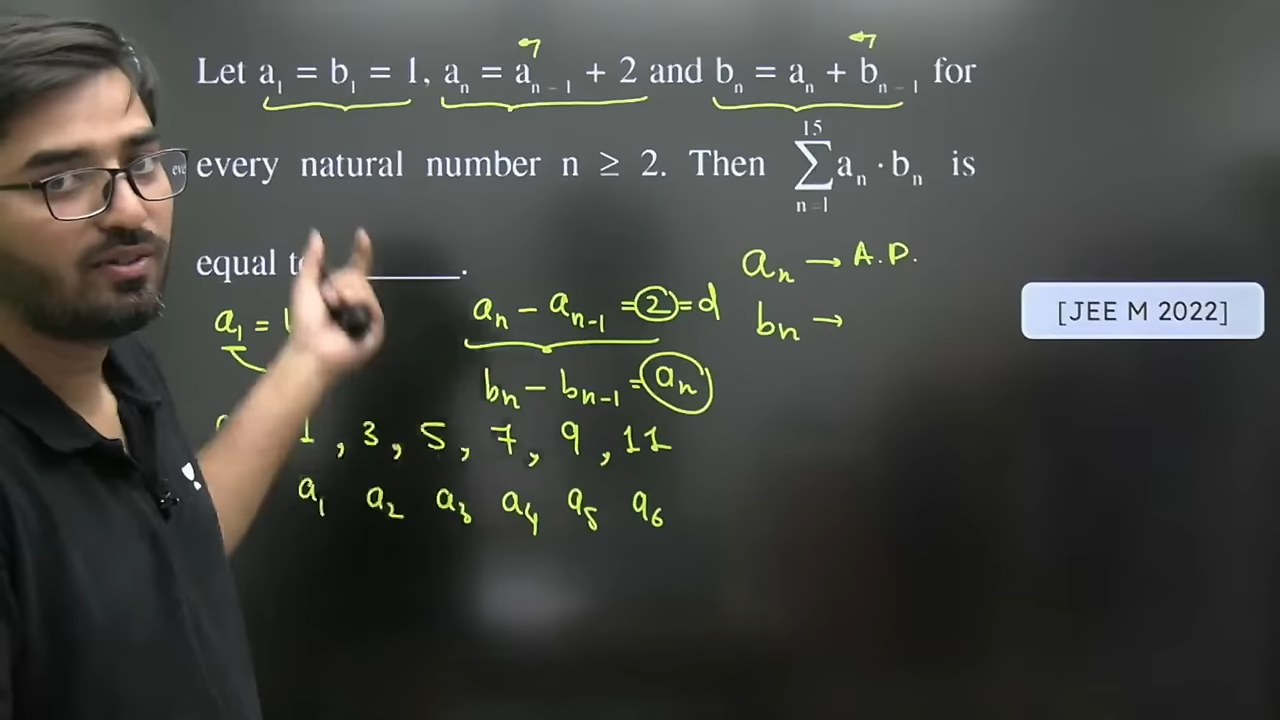 Let a₁ = b₁ = 1, aₙ = aₙ₋₁ + 2 and bₙ = aₙ + bₙ₋₁ for
every natural number n ≥ 2. Then ∑ₙ₌₁¹⁵ aₙ · bₙ is
equal to ______.
aₙ → A.P.
bₙ →
[JEE M 2022]
a₁ = 1
aₙ − aₙ₋₁ = 2 = d
bₙ − bₙ₋₁ = aₙ
1, 3, 5, 7, 9, 11
a₁ a₂ a₃ a₄ a₅ a₆